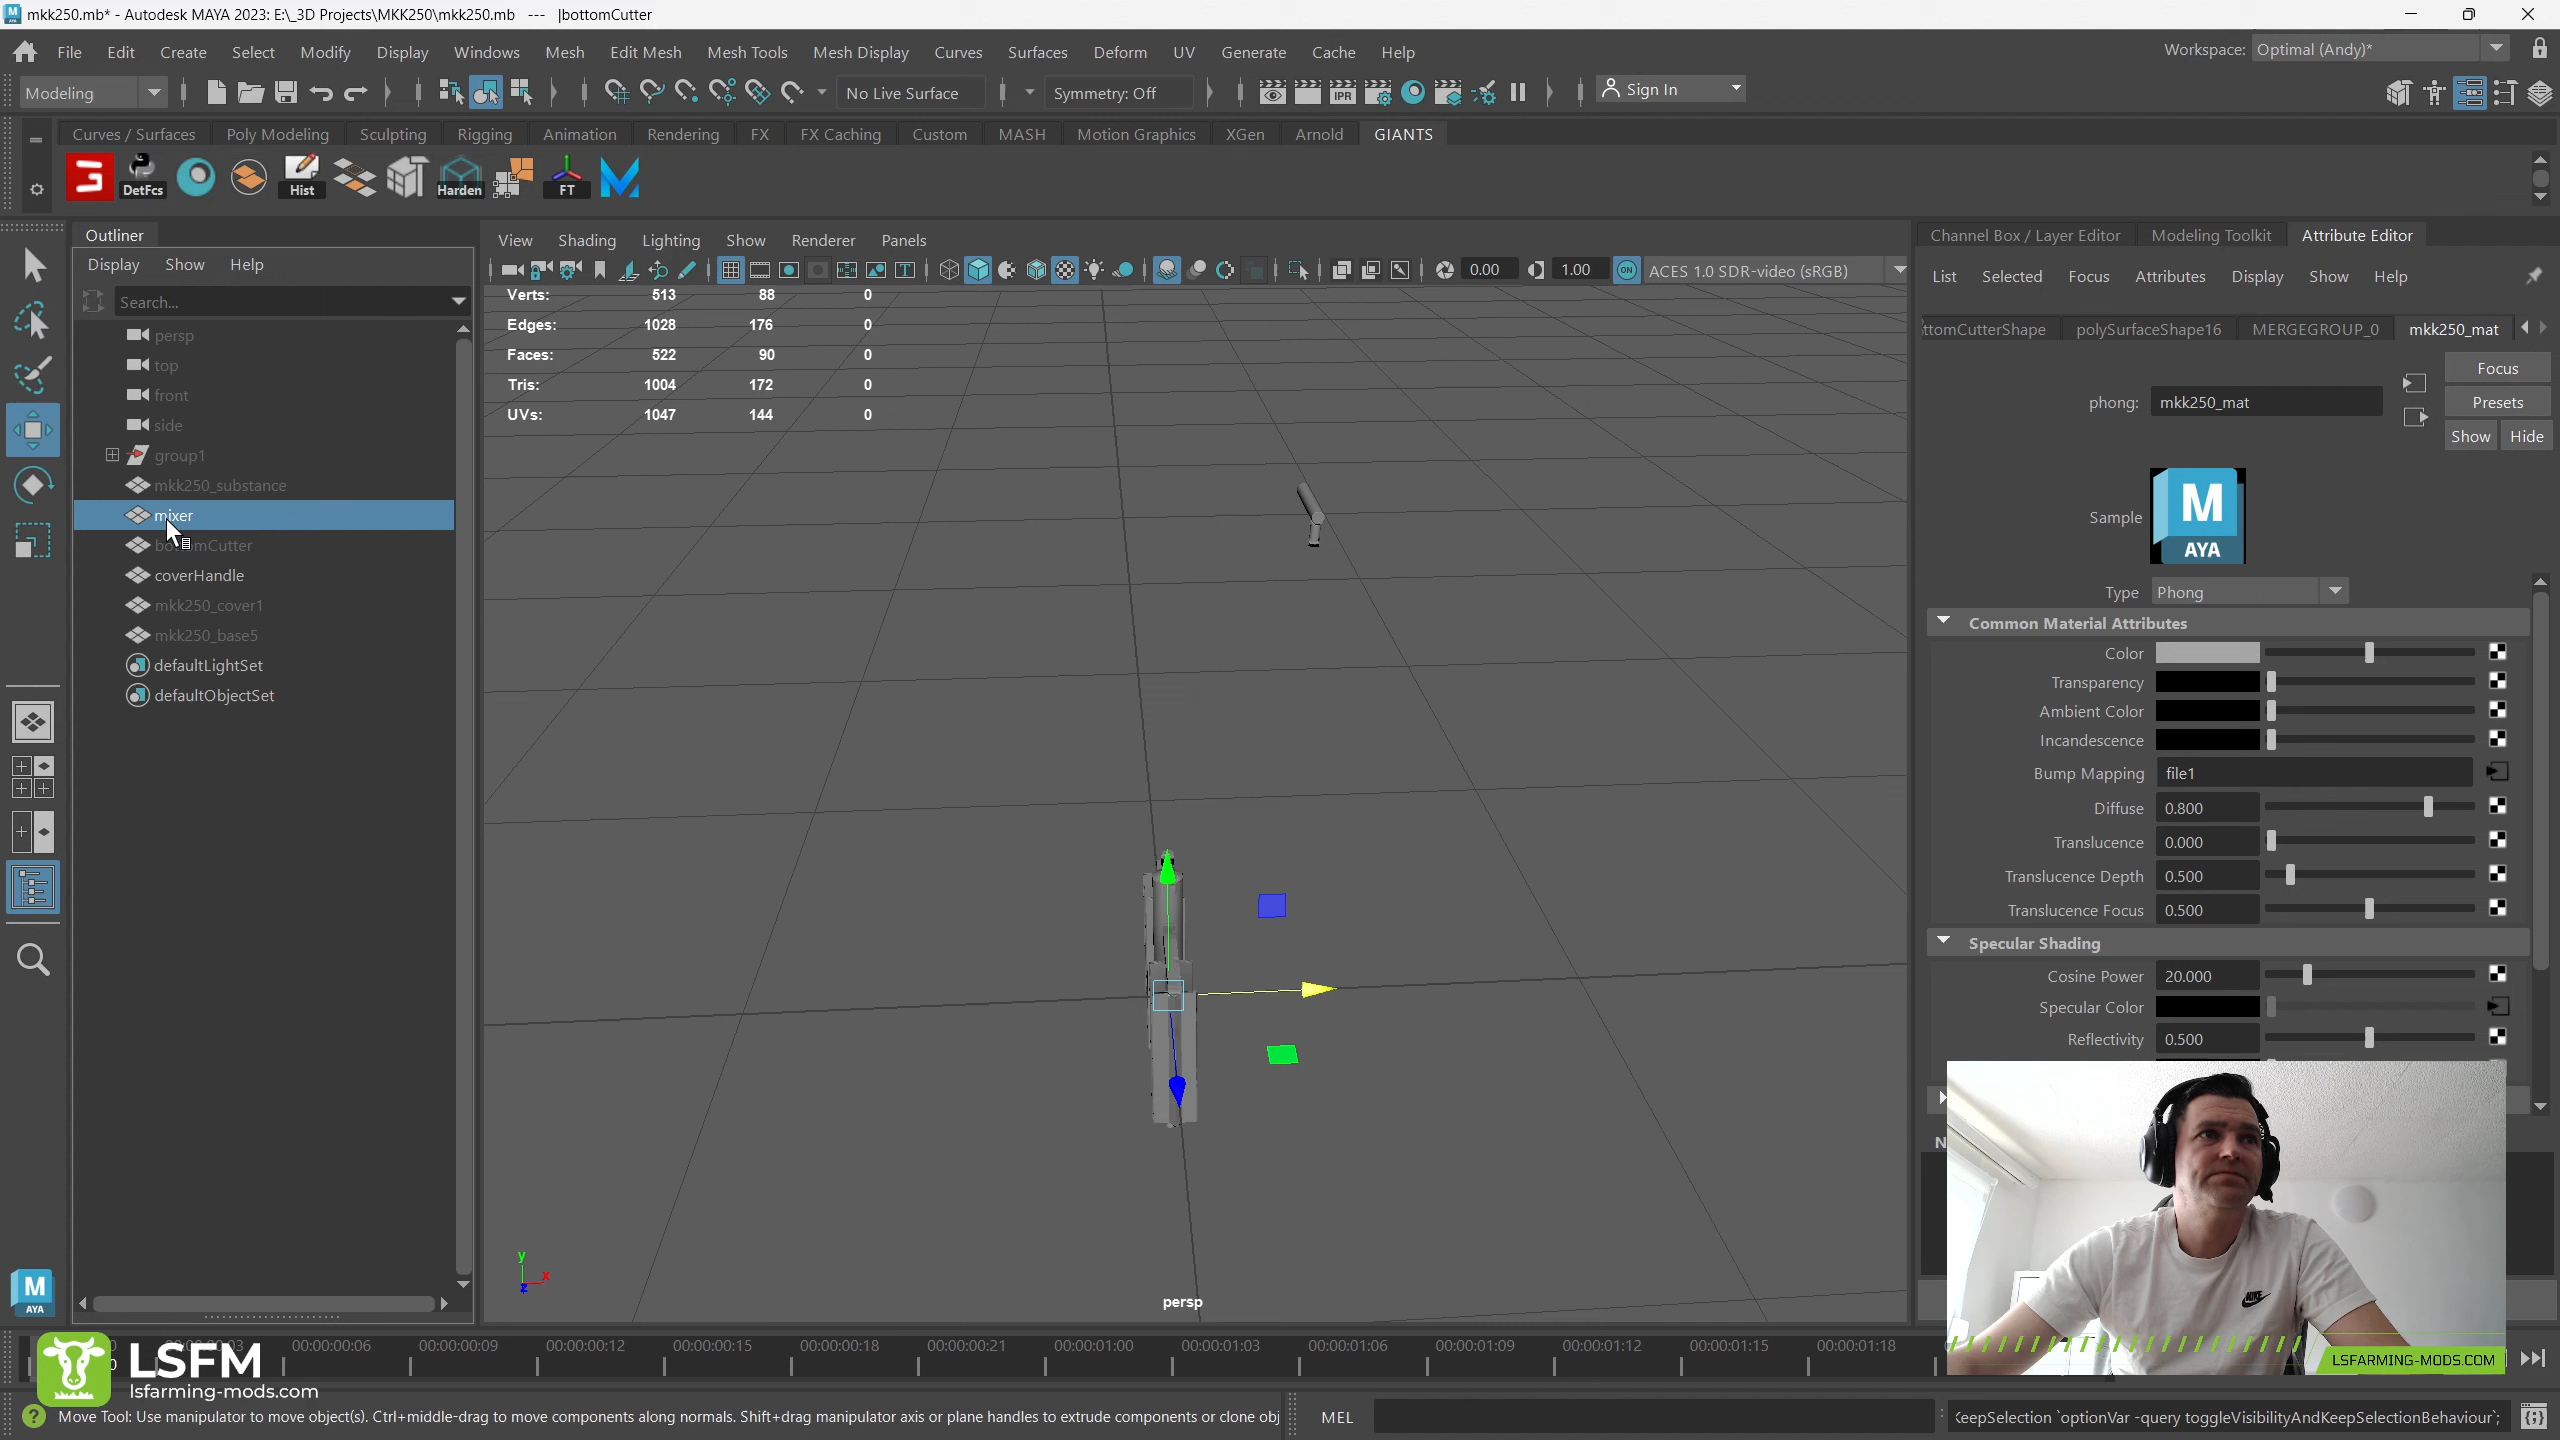 mkk250.mb* - Autodesk MAYA 2023: E:\_3D Projects\MKK250\mkk250.mb --- |bottomCutter
File Edit Create Select Modify Display Windows Mesh Edit Mesh Mesh Tools Mesh Display Curves Surfaces Deform UV Generate Cache Help
Workspace: Optimal (Andy)*
Modeling
No Live Surface
Symmetry: Off
IPR
Sign In
Curves / Surfaces Poly Modeling Sculpting Rigging Animation Rendering FX FX Caching Custom MASH Motion Graphics XGen Arnold GIANTS
DetFcs Hist Harden FT
Outliner
Display Show Help
Search...
persp
top
front
side
group1
mkk250_substance
mixer
coverHandle
mkk250_cover1
mkk250_base5
defaultLightSet
defaultObjectSet
View Shading Lighting Show Renderer Panels
0.00 1.00 ON ACES 1.0 SDR-video (sRGB)
Verts: 513 88 0
Edges: 1028 176 0
Faces: 522 90 0
Tris: 1004 172 0
UVs: 1047 144 0
y
x
z
persp
Channel Box / Layer Editor Modeling Toolkit Attribute Editor
List Selected Focus Attributes Display Show Help
ttomCutterShape polySurfaceShape16 MERGEGROUP_0 mkk250_mat
Focus
phong: mkk250_mat
Presets
Show Hide
Sample
M
AYA
Type Phong
Common Material Attributes
Color
Transparency
Ambient Color
Incandescence
Bump Mapping file1
Diffuse 0.800
Translucence 0.000
Translucence Depth 0.500
Translucence Focus 0.500
Specular Shading
Cosine Power 20.000
Specular Color
Reflectivity 0.500
N
M
AYA
00:00:00:06 00:00:00:09 00:00:00:12 00:00:00:15 00:00:00:18 00:00:00:21 00:00:01:00 00:00:01:03 00:00:01:06 00:00:01:09 00:00:01:12 00:00:01:15 00:00:01:18
LSFM
lsfarming-mods.com
LSFARMING-MODS.COM
Move Tool: Use manipulator to move object(s). Ctrl+middle-drag to move components along normals. Shift+drag manipulator axis or plane handles to extrude components or clone obj
MEL
KeepSelection `optionVar -query toggleVisibilityAndKeepSelectionBehaviour`;